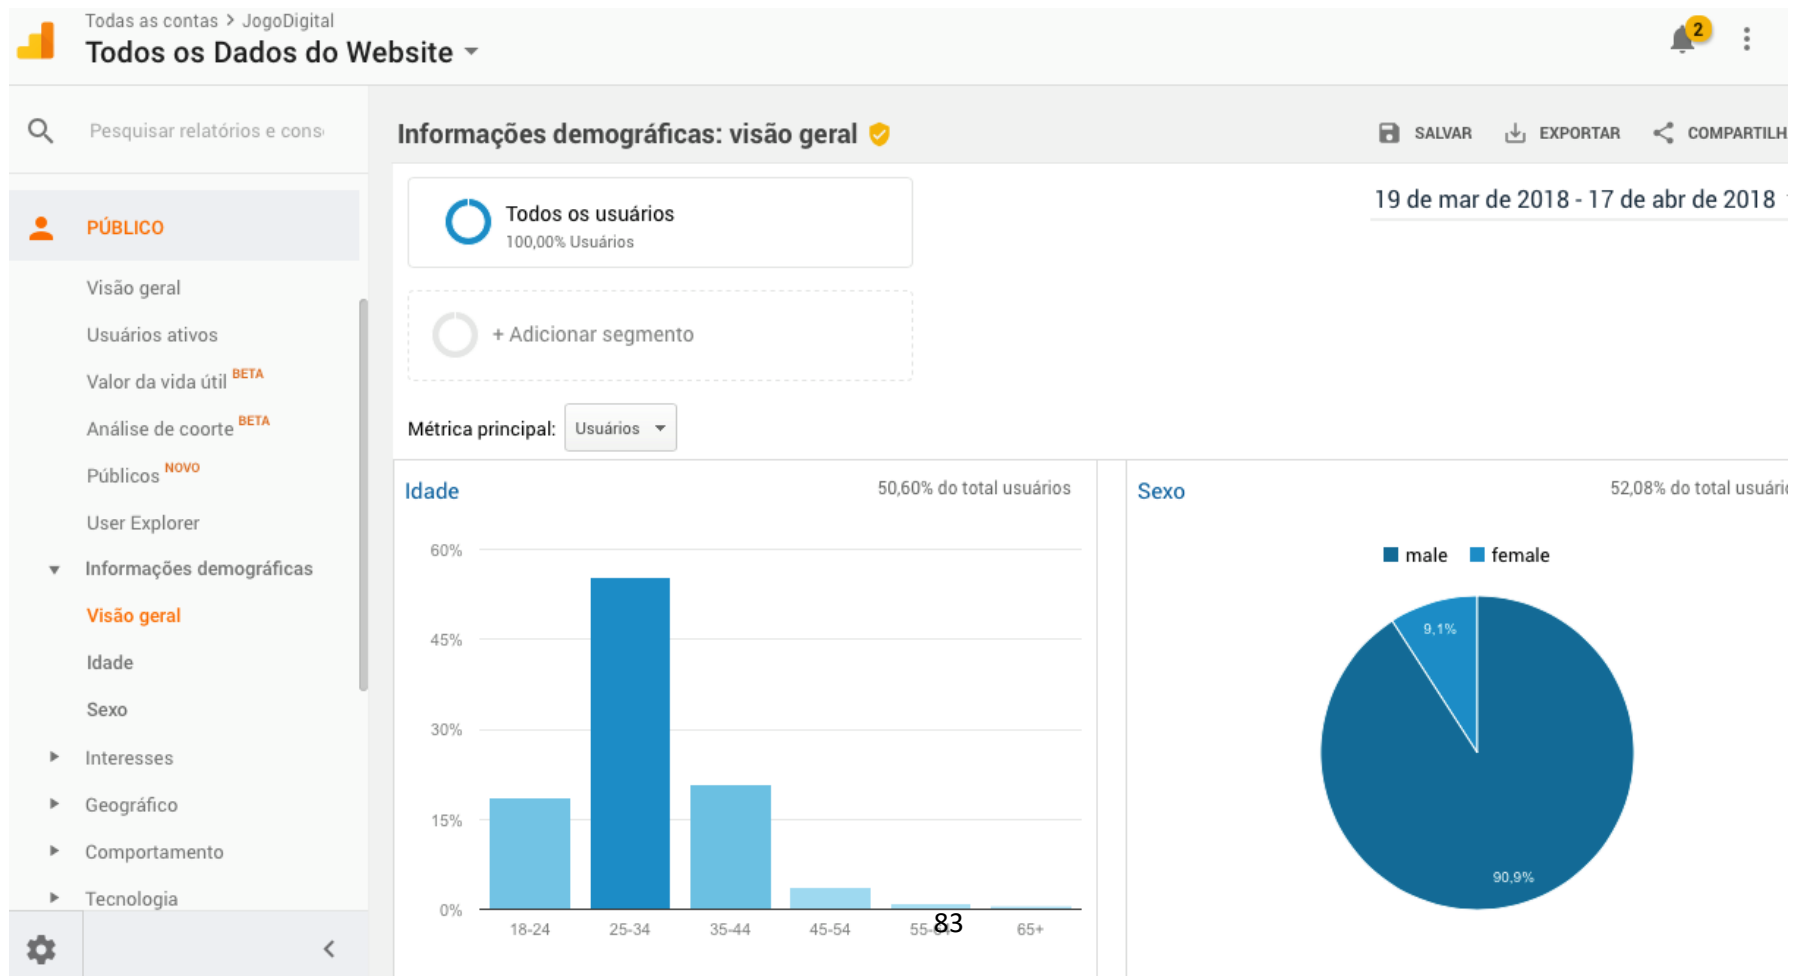 Todas as contas > JogoDigital
Todos os Dados do Website
2
Pesquisar relatórios e cons
Informações demográficas: visão geral
SALVAR
EXPORTAR
COMPARTILH
PÚBLICO
Visão geral
Usuários ativos
Valor da vida útil BETA
Análise de coorte BETA
Públicos NOVO
User Explorer
Informações demográficas
Visão geral
Idade
Sexo
Interesses
Geográfico
Comportamento
Tecnologia
Todos os usuários
100,00% Usuários
19 de mar de 2018 - 17 de abr de 2018
+ Adicionar segmento
Métrica principal:
Usuários
Idade
50,60% do total usuários
60%
45%
30%
15%
0%
18-24
25-34
35-44
45-54
65+
83
Sexo
52,08% do total usuári
male
female
9,1%
90,9%